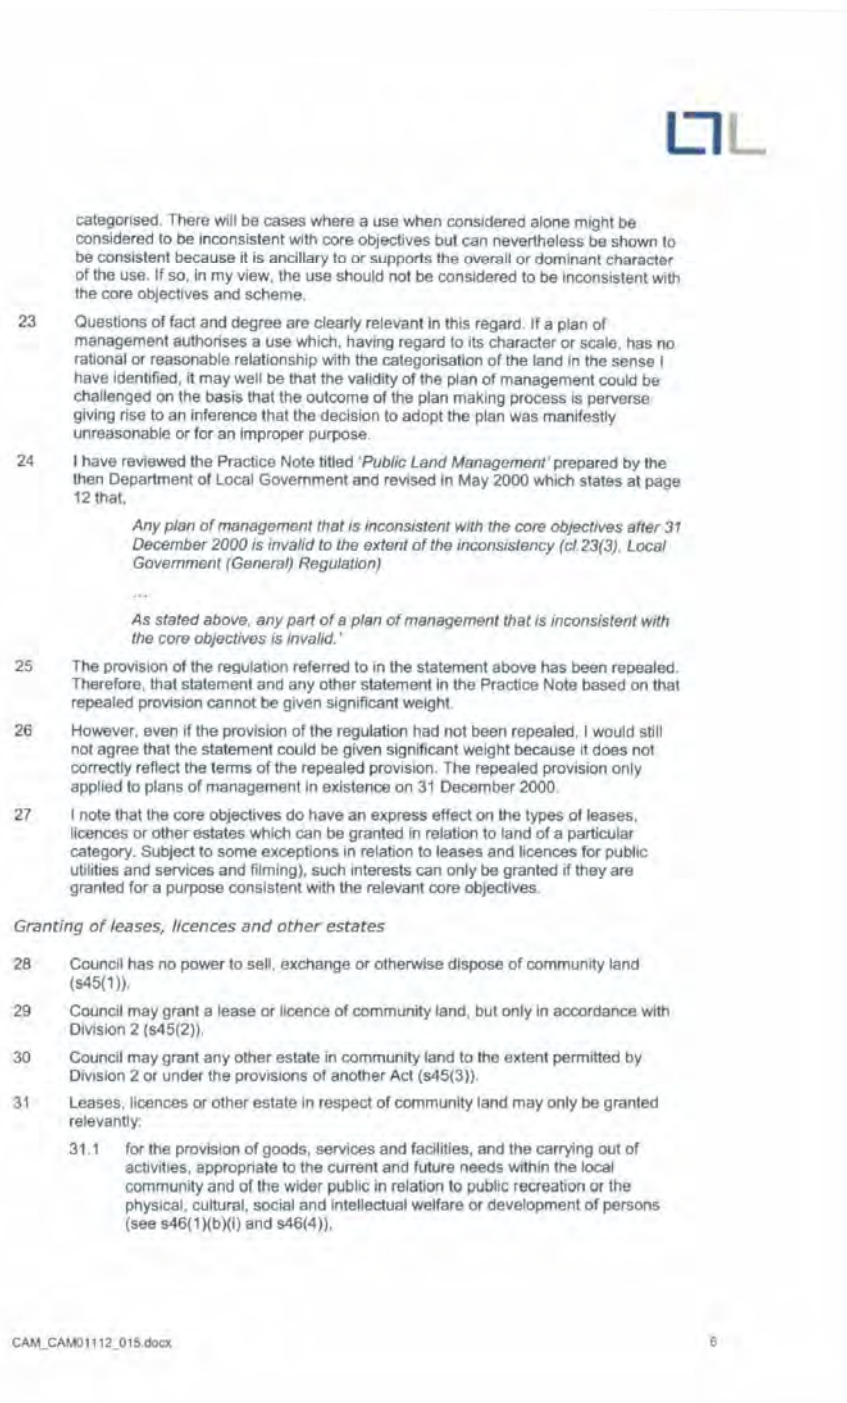 categorised. There will be cases where a use when considered alone might be
considered to be inconsistent with core objectives but can nevertheless be shown to
be consistent because it is ancillary to or supports the overall or dominant character
of the use. If so, in my view, the use should not be considered to be inconsistent with
the core objectives and scheme.
23 Questions of fact and degree are clearly relevant in this regard. If a plan of
management authorises a use which, having regard to its character or scale, has no
rational or reasonable relationship with the categorisation of the land in the sense I
have identified, it may well be that the validity of the plan of management could be
challenged on the basis that the outcome of the plan making process is perverse
giving rise to an inference that the decision to adopt the plan was manifestly
unreasonable or for an improper purpose.
24 I have reviewed the Practice Note titled 'Public Land Management' prepared by the
then Department of Local Government and revised in May 2000 which states at page
12 that,
Any plan of management that is inconsistent with the core objectives after 31
December 2000 is invalid to the extent of the inconsistency (cl.23(3), Local
Government (General) Regulation)
...
As stated above, any part of a plan of management that is inconsistent with
the core objectives is invalid.'
25 The provision of the regulation referred to in the statement above has been repealed.
Therefore, that statement and any other statement in the Practice Note based on that
repealed provision cannot be given significant weight.
26 However, even if the provision of the regulation had not been repealed, I would still
not agree that the statement could be given significant weight because it does not
correctly reflect the terms of the repealed provision. The repealed provision only
applied to plans of management in existence on 31 December 2000.
27 I note that the core objectives do have an express effect on the types of leases,
licences or other estates which can be granted in relation to land of a particular
category. Subject to some exceptions in relation to leases and licences for public
utilities and services and filming), such interests can only be granted if they are
granted for a purpose consistent with the relevant core objectives.
Granting of leases, licences and other estates
28 Council has no power to sell, exchange or otherwise dispose of community land
(s45(1)).
29 Council may grant a lease or licence of community land, but only in accordance with
Division 2 (s45(2)).
30 Council may grant any other estate in community land to the extent permitted by
Division 2 or under the provisions of another Act (s45(3)).
31 Leases, licences or other estate in respect of community land may only be granted
relevantly:
31.1 for the provision of goods, services and facilities, and the carrying out of
activities, appropriate to the current and future needs within the local
community and of the wider public in relation to public recreation or the
physical, cultural, social and intellectual welfare or development of persons
(see s46(1)(b)(i) and s46(4)),
CAM_CAM01112_015.docx 6